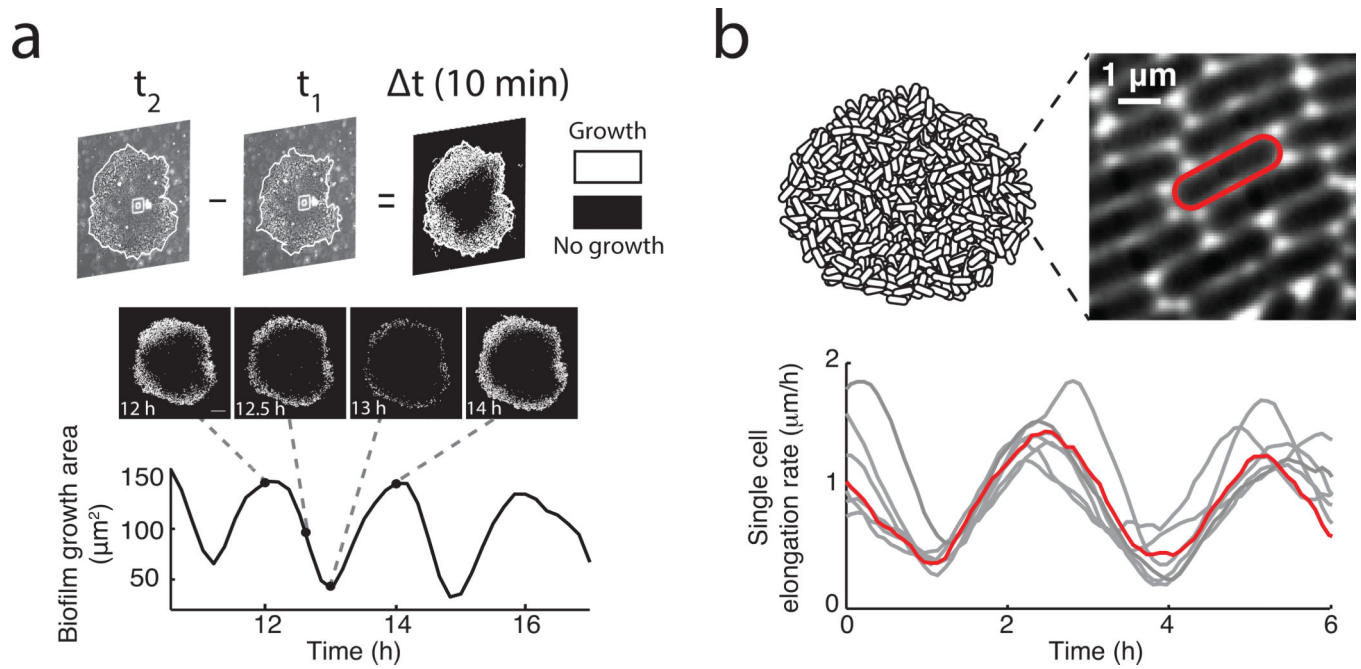 a
t2
t1
Δt (10 min)
–
=
Growth
No growth
12 h
12.5 h
13 h
14 h
Biofilm growth area
(µm²)
150
100
50
12
14
16
Time (h)
b
1 µm
Single cell
elongation rate (µm/h)
2
1
0
0
2
4
6
Time (h)